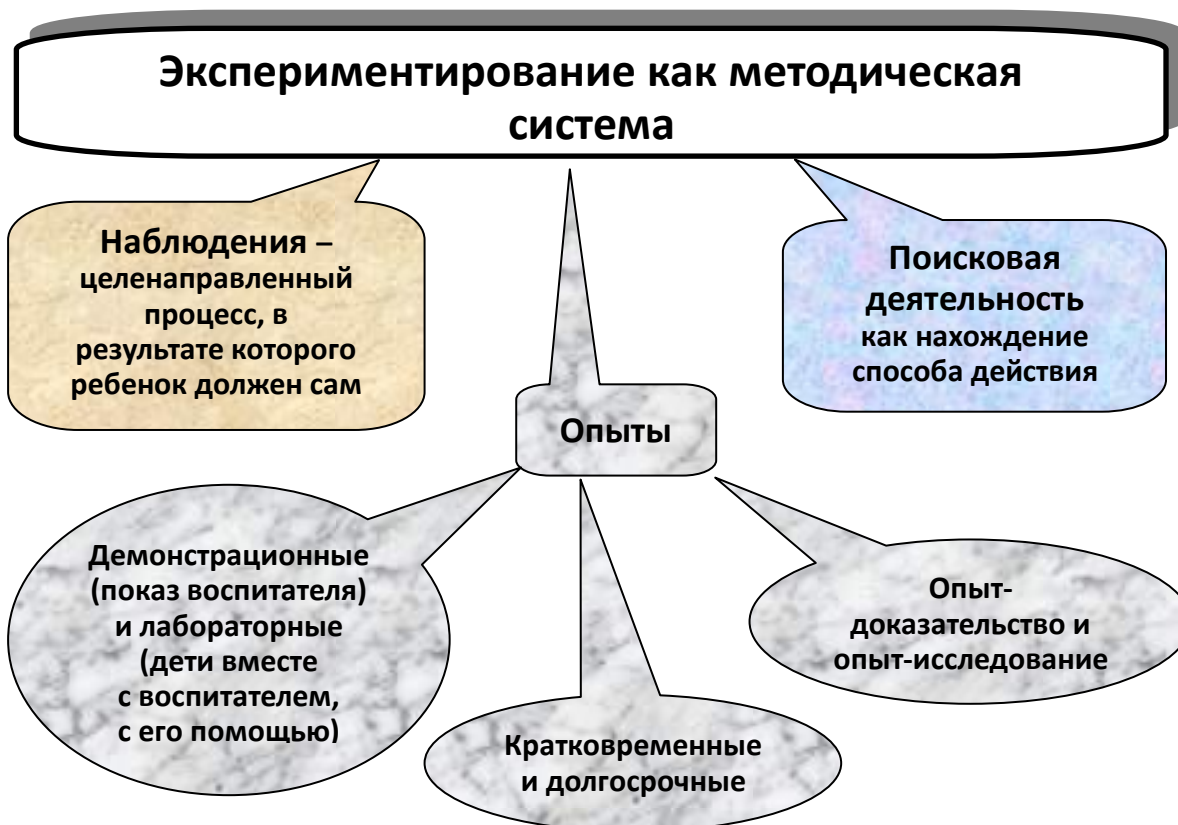 Экспериментирование как методическая
система
Наблюдения –
целенаправленный
процесс, в
результате которого
ребенок должен сам
Поисковая
деятельность
как нахождение
способа действия
Опыты
Демонстрационные
(показ воспитателя)
и лабораторные
(дети вместе
с воспитателем,
с его помощью)
Кратковременные
и долгосрочные
Опыт-
доказательство и
опыт-исследование